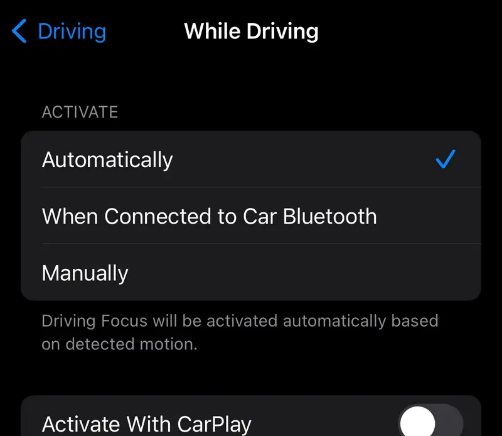 Driving
While Driving
ACTIVATE
Automatically
When Connected to Car Bluetooth
Manually
Driving Focus will be activated automatically based
on detected motion.
Activate With CarPlay